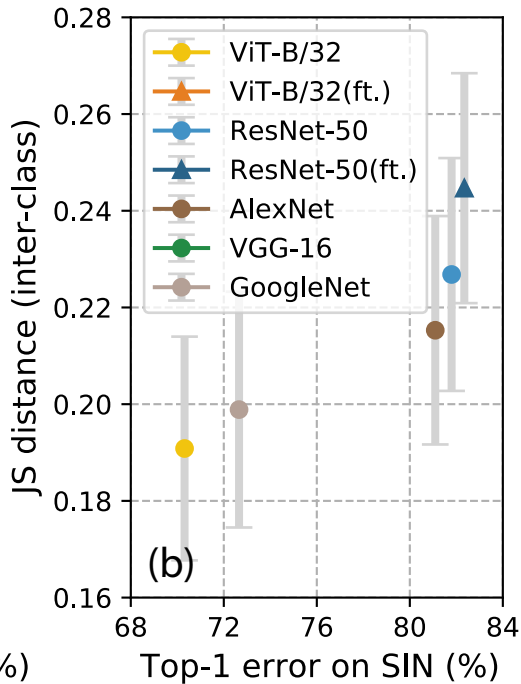 0.28
0.26
0.24
0.22
0.20
0.18
0.16
JS distance (inter-class)
ViT-B/32
ViT-B/32(ft.)
ResNet-50
ResNet-50(ft.)
AlexNet
VGG-16
GoogleNet
(b)
68 72 76 80 84
%) Top-1 error on SIN (%)